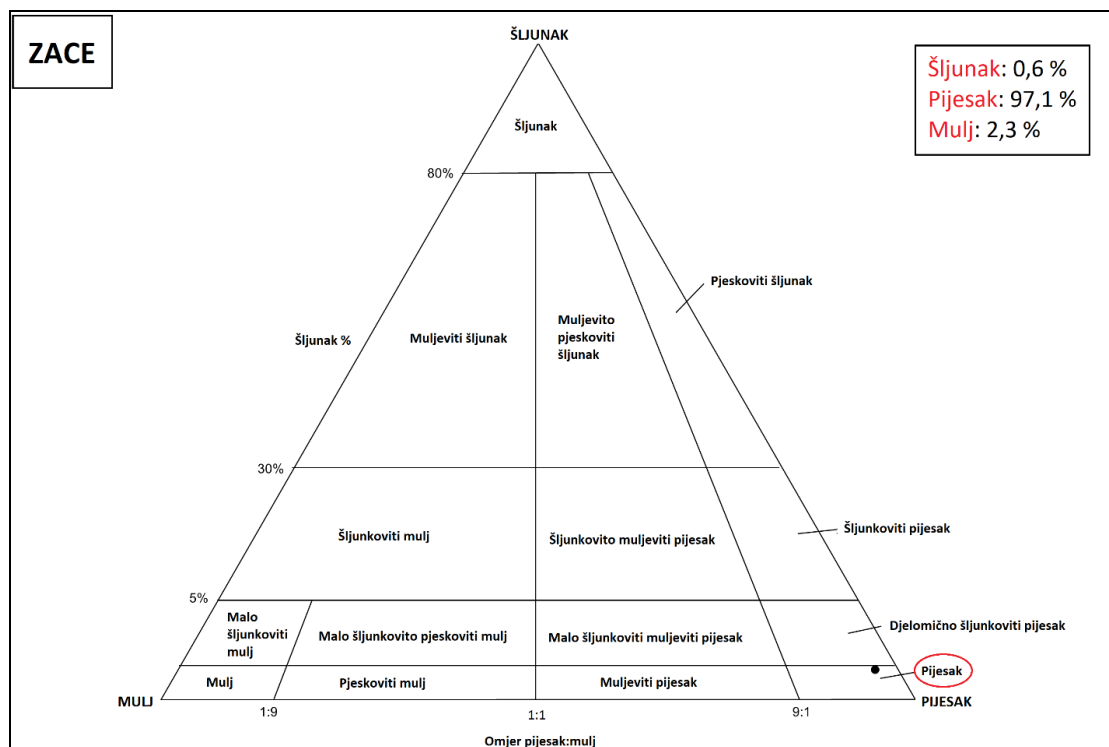 ZACE
ŠLJUNAK
Šljunak: 0,6 %
Pijesak: 97,1 %
Mulj: 2,3 %
Šljunak
80%
Pjeskoviti šljunak
Šljunak %
Muljeviti šljunak
Muljevito
pjeskoviti
šljunak
30%
Šljunkoviti mulj
Šljunkovito muljeviti pijesak
Šljunkoviti pijesak
5%
Malo
šljunkoviti
mulj
Malo šljunkovito pjeskoviti mulj
Malo šljunkoviti muljeviti pijesak
Djelomično šljunkoviti pijesak
Mulj
Pjeskoviti mulj
Muljeviti pijesak
Pijesak
MULJ
PIJESAK
1:9
1:1
9:1
Omjer pijesak:mulj